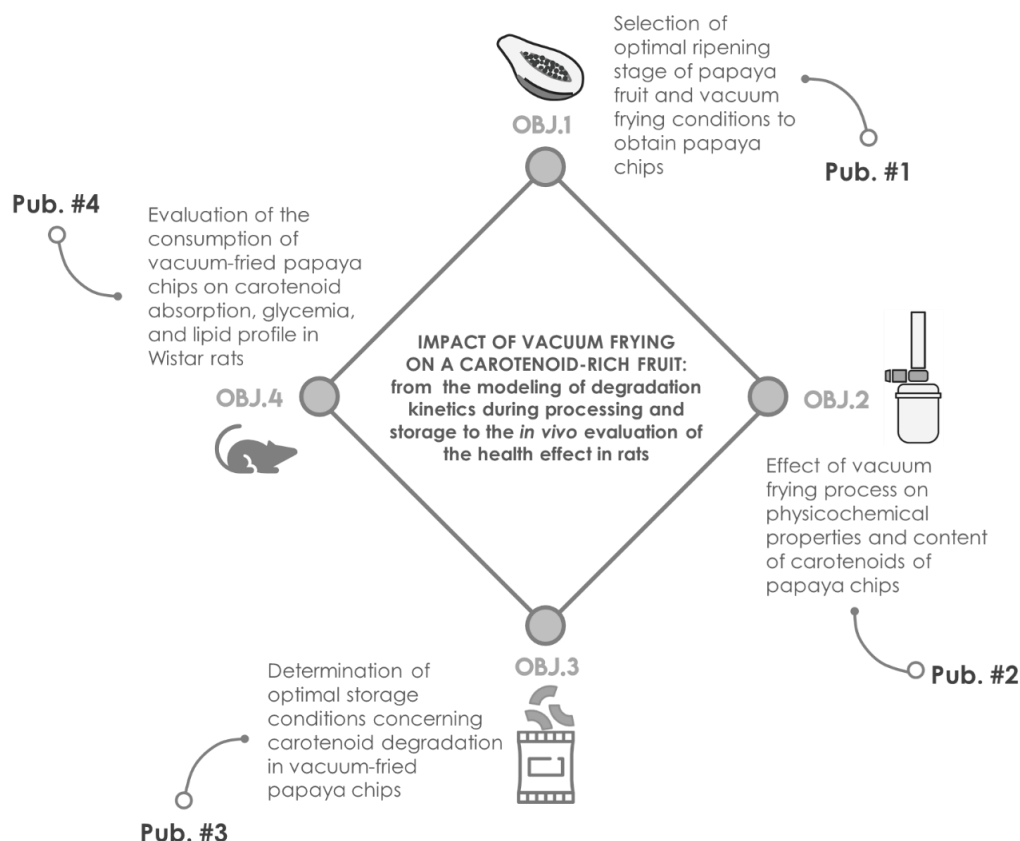 Selection of
optimal ripening
stage of papaya
fruit and vacuum
frying conditions to
obtain papaya
chips
OBJ.1
Pub. #1
Pub. #4
Evaluation of the
consumption of
vacuum-fried papaya
chips on carotenoid
absorption, glycemia,
and lipid profile in
Wistar rats
OBJ.4
IMPACT OF VACUUM FRYING
ON A CAROTENOID-RICH FRUIT:
from the modeling of degradation
kinetics during processing and
storage to the in vivo evaluation of
the health effect in rats
OBJ.2
Effect of vacuum
frying process on
physicochemical
properties and content
of carotenoids of
papaya chips
Pub. #2
OBJ.3
Determination of
optimal storage
conditions concerning
carotenoid degradation
in vacuum-fried
papaya chips
Pub. #3